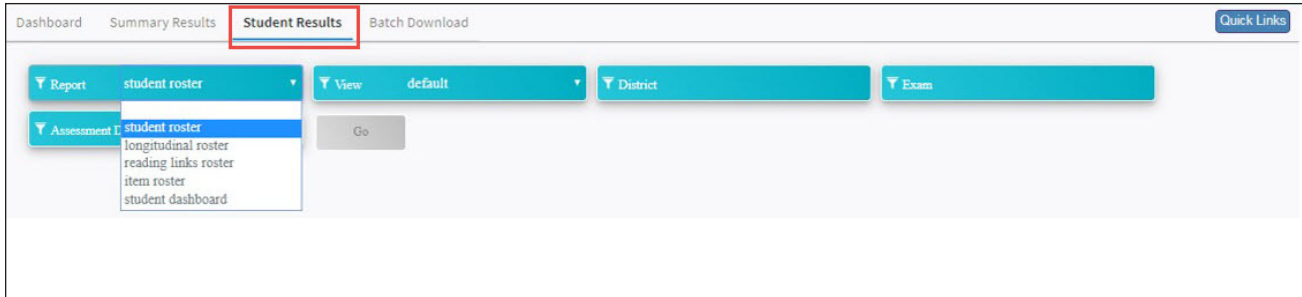 Dashboard Summary Results Student Results Batch Download Quick Links
Report student roster View default District Exam
Assessment D Go
student roster
longitudinal roster
reading links roster
item roster
student dashboard